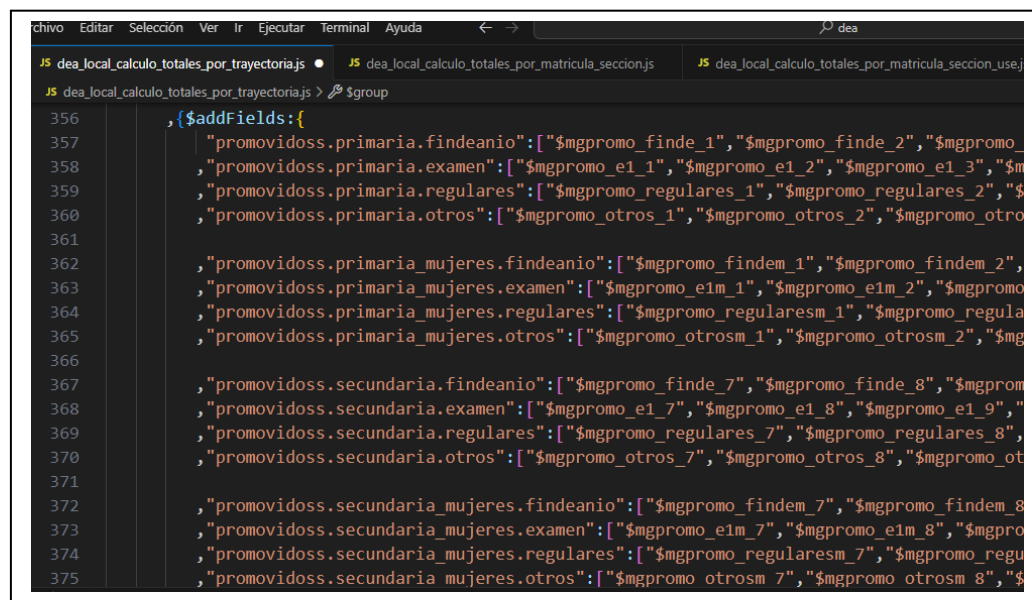 rchivo Editar Selección Ver Ir Ejecutar Terminal Ayuda ← → dea
JS dea_local_calculo_totales_por_trayectoria.js ● JS dea_local_calculo_totales_por_matricula_seccion.js JS dea_local_calculo_totales_por_matricula_seccion_use.j
JS dea_local_calculo_totales_por_trayectoria.js > $group
356 ,{$addFields:{
357 "promovidoss.primaria.findeanio":["$mgpromo_finde_1","$mgpromo_finde_2","$mgpromo_
358 ,"promovidoss.primaria.examen":["$mgpromo_e1_1","$mgpromo_e1_2","$mgpromo_e1_3","$m
359 ,"promovidoss.primaria.regulares":["$mgpromo_regulares_1","$mgpromo_regulares_2","$
360 ,"promovidoss.primaria.otros":["$mgpromo_otros_1","$mgpromo_otros_2","$mgpromo_otro
361
362 ,"promovidoss.primaria_mujeres.findeanio":["$mgpromo_findem_1","$mgpromo_findem_2",
363 ,"promovidoss.primaria_mujeres.examen":["$mgpromo_e1m_1","$mgpromo_e1m_2","$mgpromo
364 ,"promovidoss.primaria_mujeres.regulares":["$mgpromo_regularesm_1","$mgpromo_regula
365 ,"promovidoss.primaria_mujeres.otros":["$mgpromo_otrosm_1","$mgpromo_otrosm_2","$mg
366
367 ,"promovidoss.secundaria.findeanio":["$mgpromo_finde_7","$mgpromo_finde_8","$mgprom
368 ,"promovidoss.secundaria.examen":["$mgpromo_e1_7","$mgpromo_e1_8","$mgpromo_e1_9","
369 ,"promovidoss.secundaria.regulares":["$mgpromo_regulares_7","$mgpromo_regulares_8",
370 ,"promovidoss.secundaria.otros":["$mgpromo_otros_7","$mgpromo_otros_8","$mgpromo_ot
371
372 ,"promovidoss.secundaria_mujeres.findeanio":["$mgpromo_findem_7","$mgpromo_findem_8
373 ,"promovidoss.secundaria_mujeres.examen":["$mgpromo_e1m_7","$mgpromo_e1m_8","$mgpro
374 ,"promovidoss.secundaria_mujeres.regulares":["$mgpromo_regularesm_7","$mgpromo_regu
375 ,"promovidoss.secundaria_mujeres.otros":["$mgpromo_otrosm_7","$mgpromo_otrosm_8","$